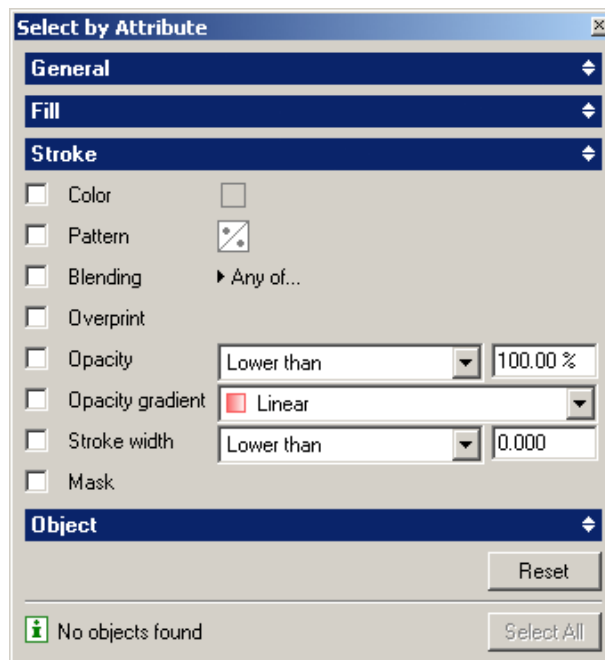 Select by Attribute
General
Fill
Stroke
Color
Pattern
Blending Any of...
Overprint
Opacity Lower than 100.00 %
Opacity gradient Linear
Stroke width Lower than 0.000
Mask
Object
Reset
No objects found Select All